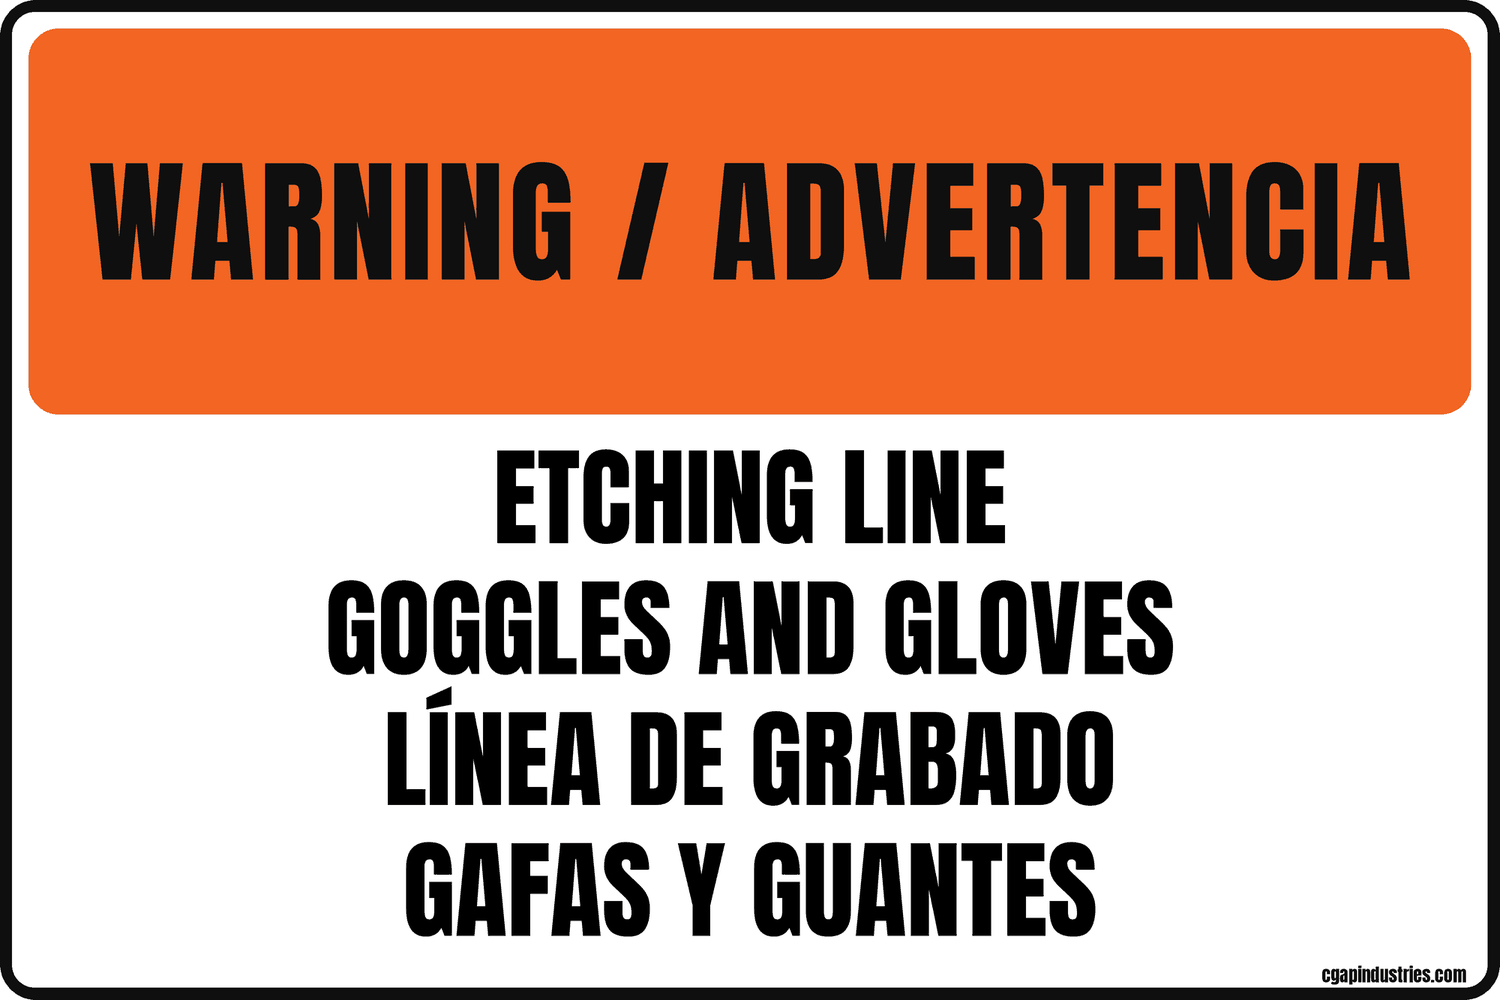 WARNING / ADVERTENCIA
ETCHING LINE
GOGGLES AND GLOVES
LÍNEA DE GRABADO
GAFAS Y GUANTES
cgapindustries.com